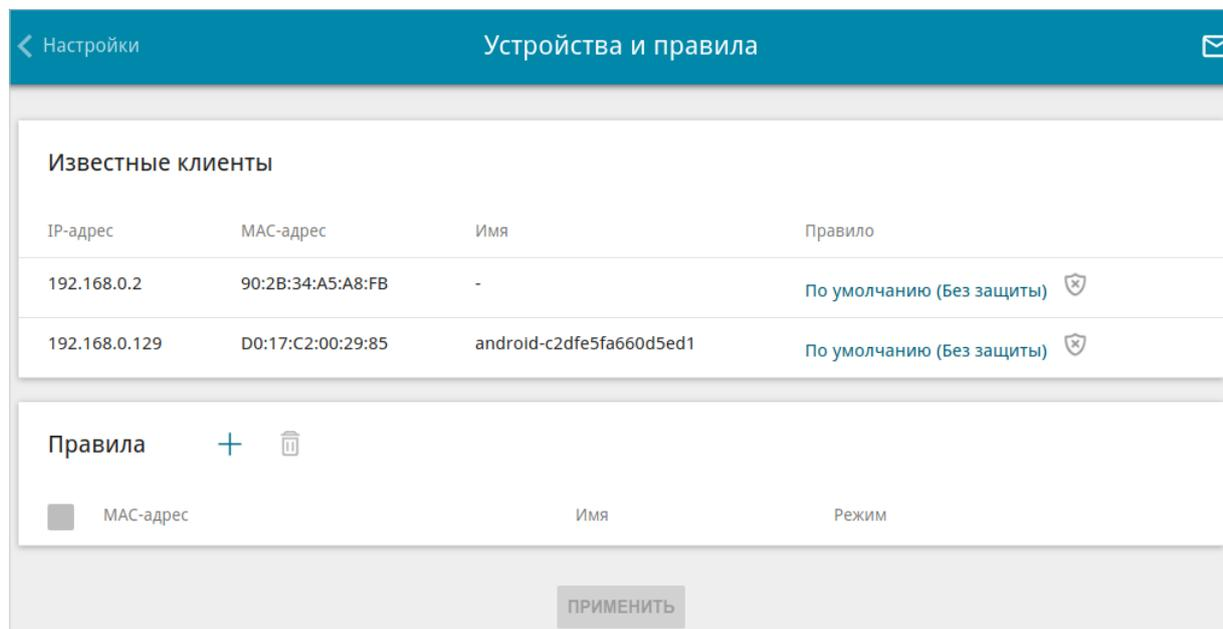 Настройки Устройства и правила
Известные клиенты
IP-адрес MAC-адрес Имя Правило
192.168.0.2 90:2B:34:A5:A8:FB - По умолчанию (Без защиты)
192.168.0.129 D0:17:C2:00:29:85 android-c2dfe5fa660d5ed1 По умолчанию (Без защиты)
Правила
MAC-адрес Имя Режим
ПРИМЕНИТЬ